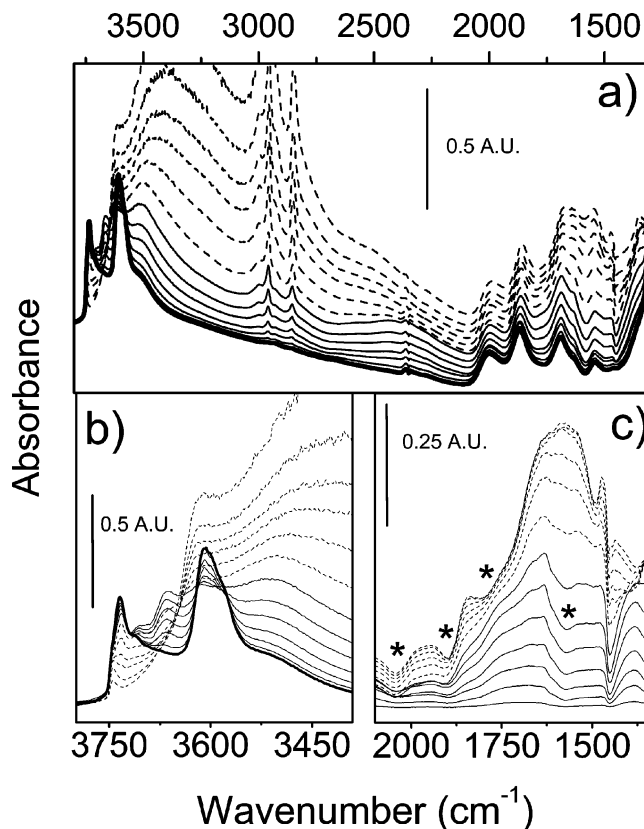 3500 3000 2500 2000 1500
a)
0.5 A.U.
Absorbance
b)
0.5 A.U.
c)
0.25 A.U.
*
*
*
*
3750 3600 3450
2000 1750 1500
Wavenumber (cm⁻¹)